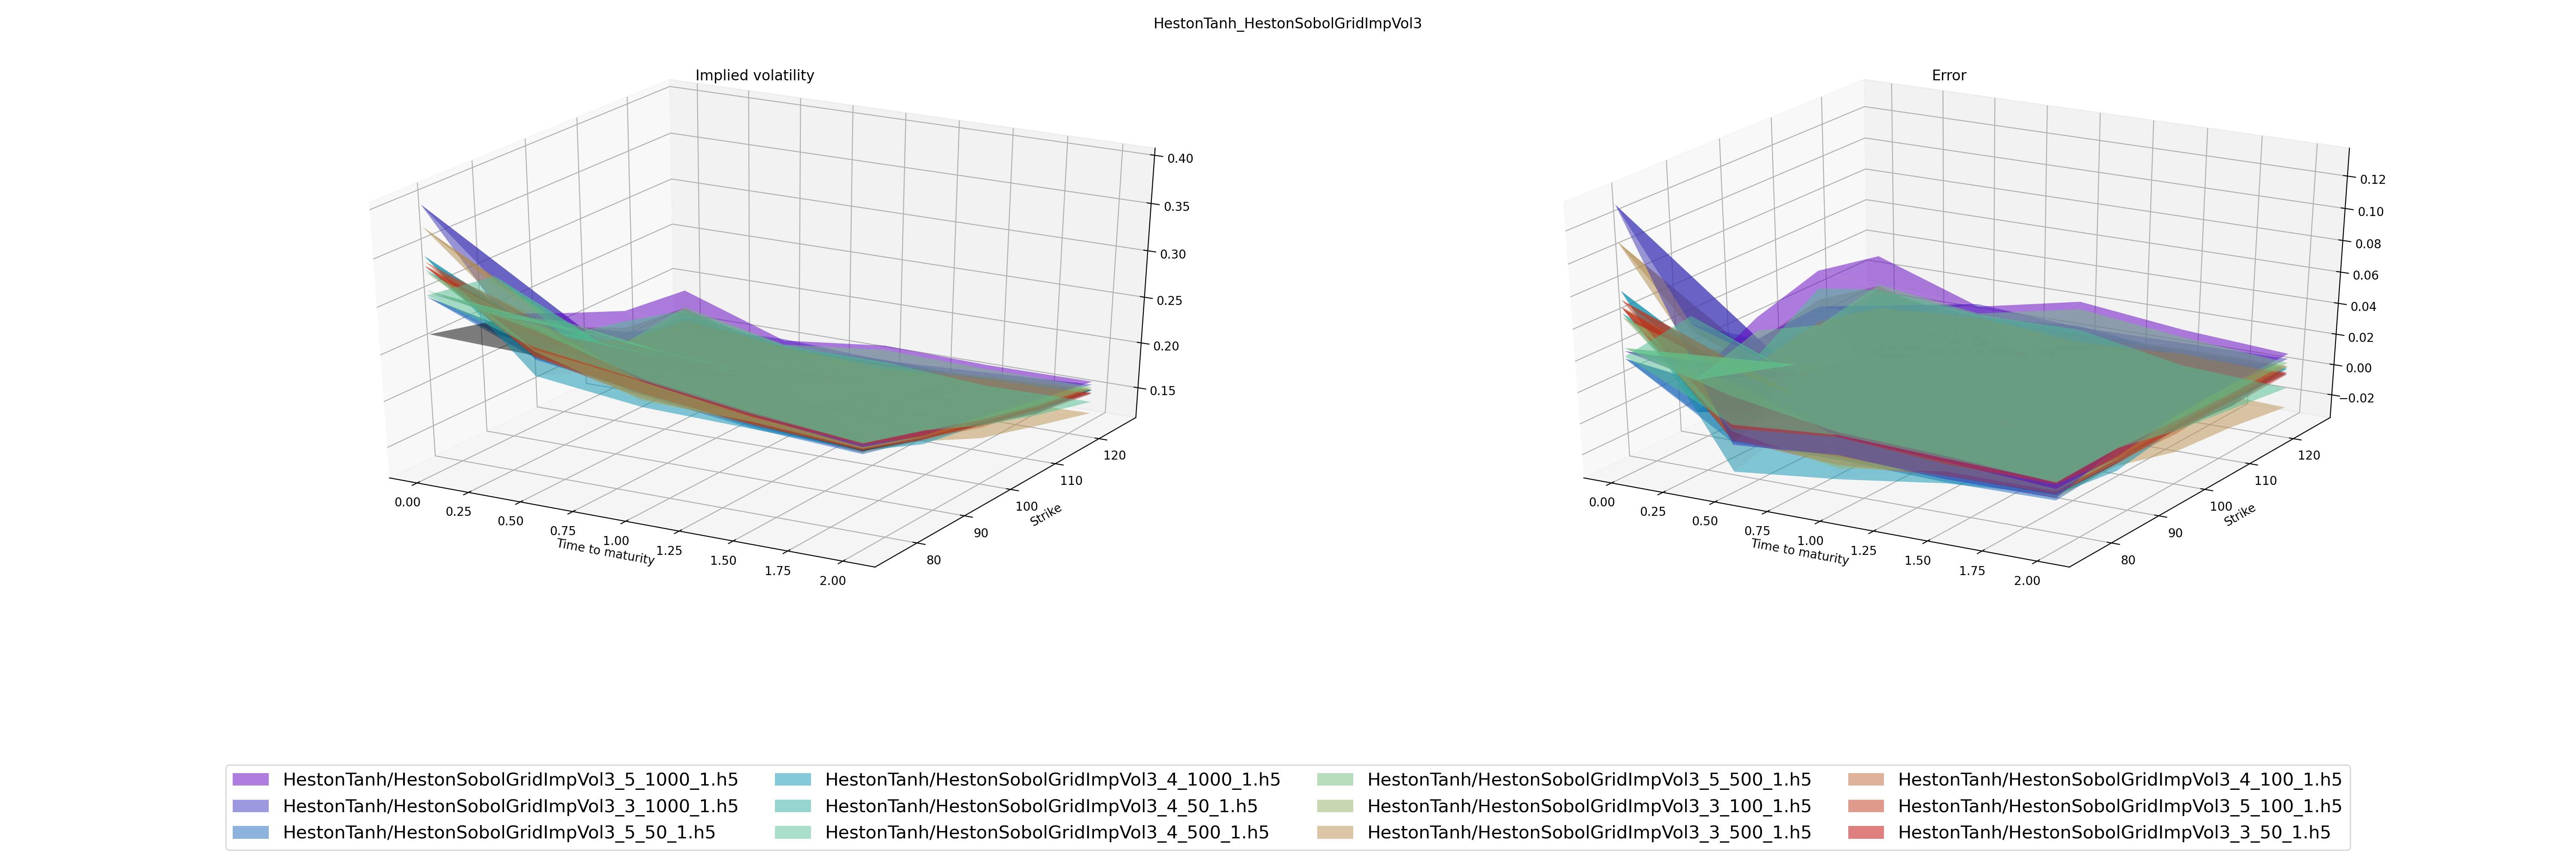 HestonTanh_HestonSobolGridImpVol3
Implied volatility
0.40
0.35
0.30
0.25
0.20
0.15
0.00
0.25
0.50
0.75
1.00
1.25
1.50
1.75
2.00
Time to maturity
80
90
100
110
120
Strike
Error
0.12
0.10
0.08
0.06
0.04
0.02
0.00
−0.02
0.00
0.25
0.50
0.75
1.00
1.25
1.50
1.75
2.00
Time to maturity
80
90
100
110
120
Strike
HestonTanh/HestonSobolGridImpVol3_5_1000_1.h5
HestonTanh/HestonSobolGridImpVol3_3_1000_1.h5
HestonTanh/HestonSobolGridImpVol3_5_50_1.h5
HestonTanh/HestonSobolGridImpVol3_4_1000_1.h5
HestonTanh/HestonSobolGridImpVol3_4_50_1.h5
HestonTanh/HestonSobolGridImpVol3_4_500_1.h5
HestonTanh/HestonSobolGridImpVol3_5_500_1.h5
HestonTanh/HestonSobolGridImpVol3_3_100_1.h5
HestonTanh/HestonSobolGridImpVol3_3_500_1.h5
HestonTanh/HestonSobolGridImpVol3_4_100_1.h5
HestonTanh/HestonSobolGridImpVol3_5_100_1.h5
HestonTanh/HestonSobolGridImpVol3_3_50_1.h5